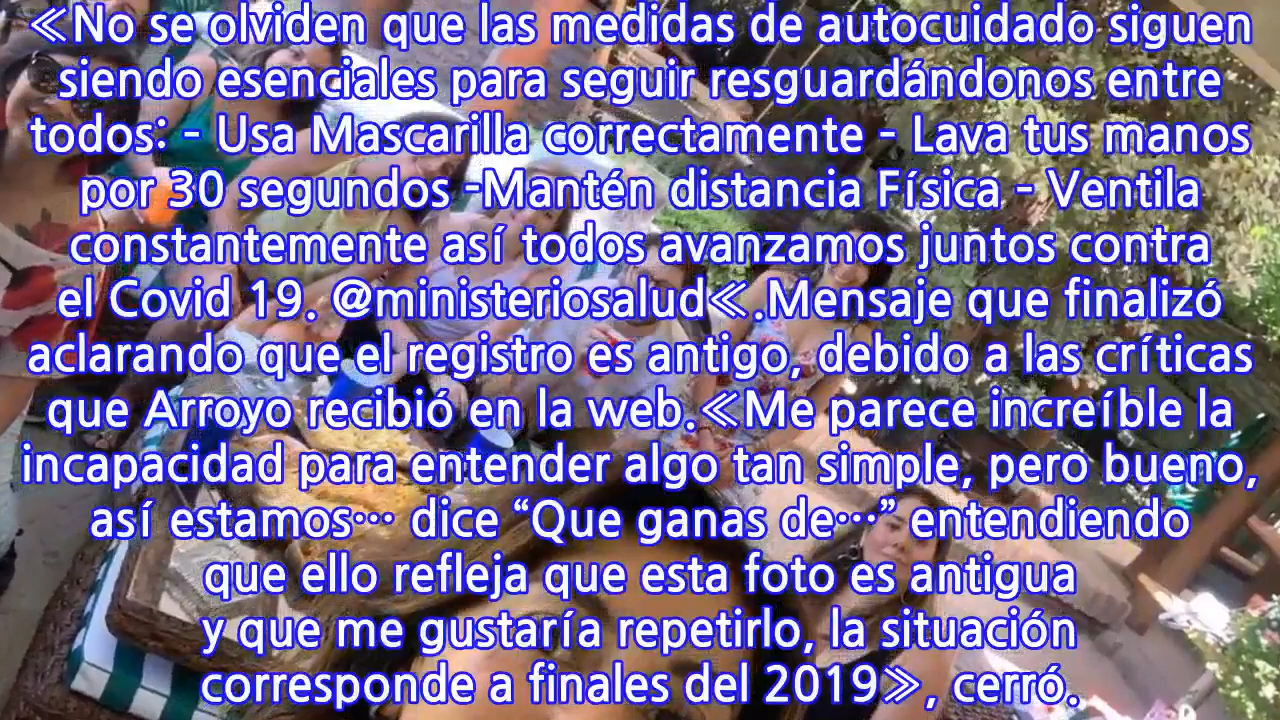 ≪No se olviden que las medidas de autocuidado siguen
siendo esenciales para seguir resguardándonos entre
todos: - Usa Mascarilla correctamente - Lava tus manos
por 30 segundos -Mantén distancia Física - Ventila
constantemente así todos avanzamos juntos contra
el Covid 19. @ministeriosalud≪.Mensaje que finalizó
aclarando que el registro es antigo, debido a las críticas
que Arroyo recibió en la web.≪Me parece increíble la
incapacidad para entender algo tan simple, pero bueno,
así estamos… dice “Que ganas de…” entendiendo
que ello refleja que esta foto es antigua
y que me gustaría repetirlo, la situación
corresponde a finales del 2019≫, cerró.